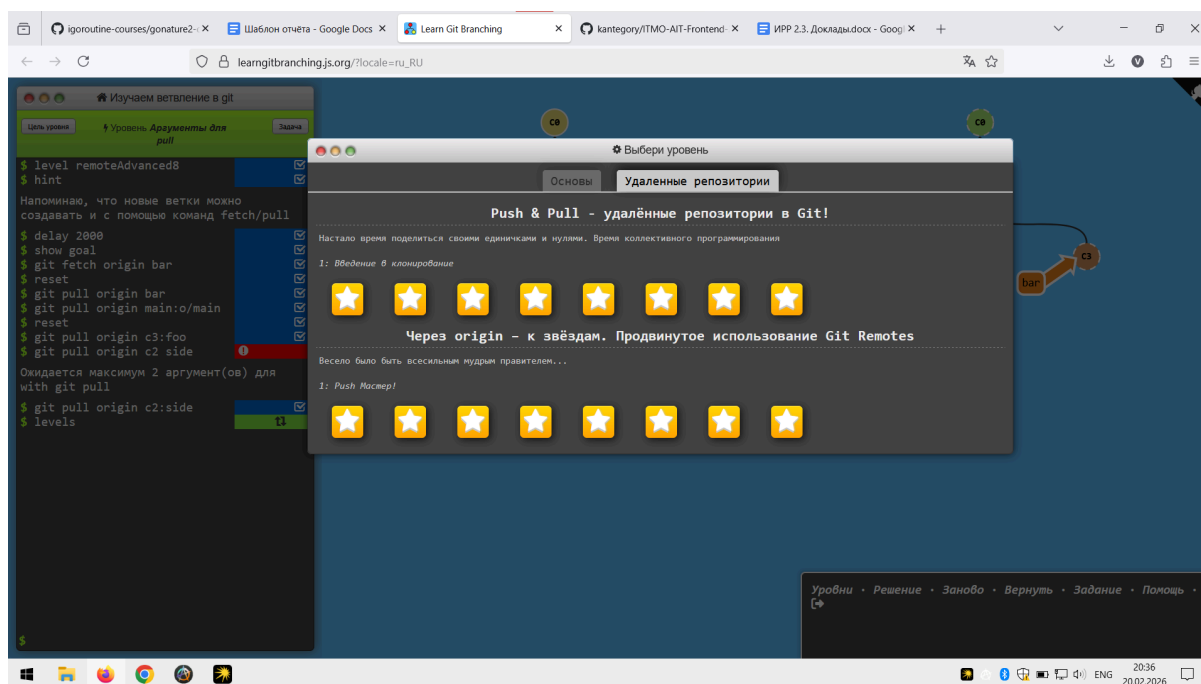 igoroutine-courses/gonature2-
Шаблон отчёта - Google Docs
Learn Git Branching
kantegory/ITMO-AIT-Frontend-
ИРР 2.3. Доклады.docx - Goog
learngitbranching.js.org/?locale=ru_RU
Изучаем ветвление в git
Цель уровня
Уровень Аргументы для pull
Задача
$ level remoteAdvanced8
$ hint
Напоминаю, что новые ветки можно
создавать и с помощью команд fetch/pull
$ delay 2000
$ show goal
$ git fetch origin bar
$ reset
$ git pull origin bar
$ git pull origin main:o/main
$ reset
$ git pull origin c3:foo
$ git pull origin c2 side
Ожидается максимум 2 аргумент(ов) для
with git pull
$ git pull origin c2:side
$ levels
$
c0
c0
c3
bar
Выбери уровень
Основы
Удаленные репозитории
Push & Pull - удалённые репозитории в Git!
Настало время поделиться своими единичками и нулями. Время коллективного программирования
1: Введение в клонирование
Через origin – к звёздам. Продвинутое использование Git Remotes
Весело было быть всесильным мудрым правителем...
1: Push Мастер!
Уровни · Решение · Заново · Вернуть · Задание · Помощь ·
ENG
20:36
20.02.2026